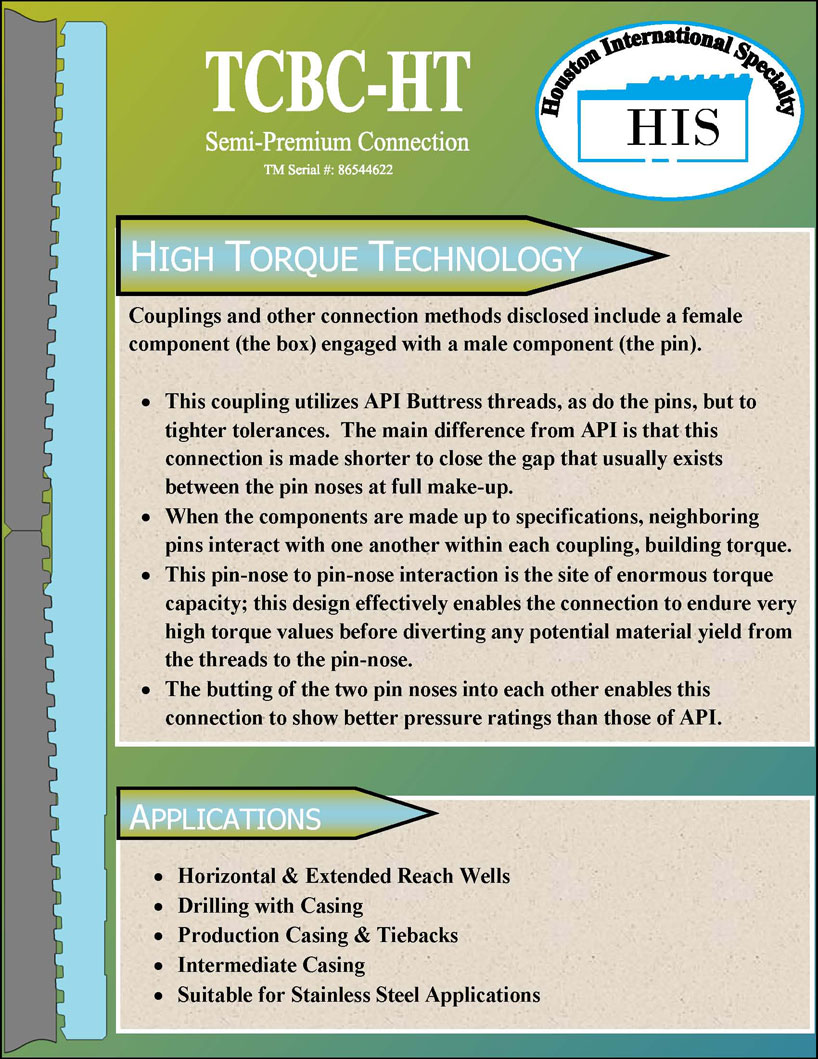 TCBC-HT
Semi-Premium Connection
TM Serial #: 86544622
Houston International Specialty
HIS
HIGH TORQUE TECHNOLOGY
Couplings and other connection methods disclosed include a female
component (the box) engaged with a male component (the pin).
• This coupling utilizes API Buttress threads, as do the pins, but to
tighter tolerances. The main difference from API is that this
connection is made shorter to close the gap that usually exists
between the pin noses at full make-up.
• When the components are made up to specifications, neighboring
pins interact with one another within each coupling, building torque.
• This pin-nose to pin-nose interaction is the site of enormous torque
capacity; this design effectively enables the connection to endure very
high torque values before diverting any potential material yield from
the threads to the pin-nose.
• The butting of the two pin noses into each other enables this
connection to show better pressure ratings than those of API.
APPLICATIONS
• Horizontal & Extended Reach Wells
• Drilling with Casing
• Production Casing & Tiebacks
• Intermediate Casing
• Suitable for Stainless Steel Applications